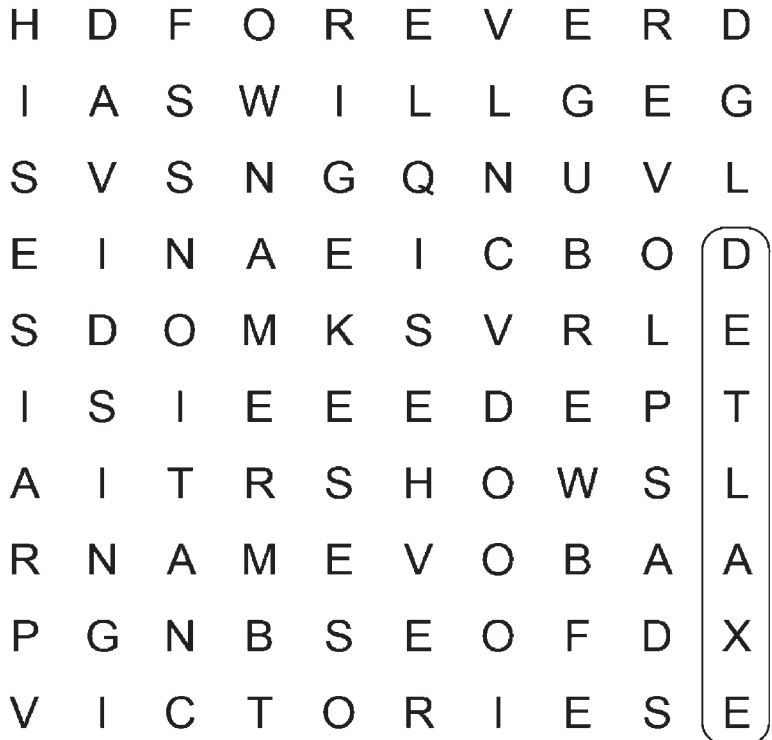 H D F O R E V E R D
I A S W I L L G E G
S V S N G Q N U V L
E I N A E I C B O D
S D O M K S V R L E
I S I E E E D E P T
A I T R S H O W S L
R N A M E V O B A A
P G N B S E O F D X
V I C T O R I E S E